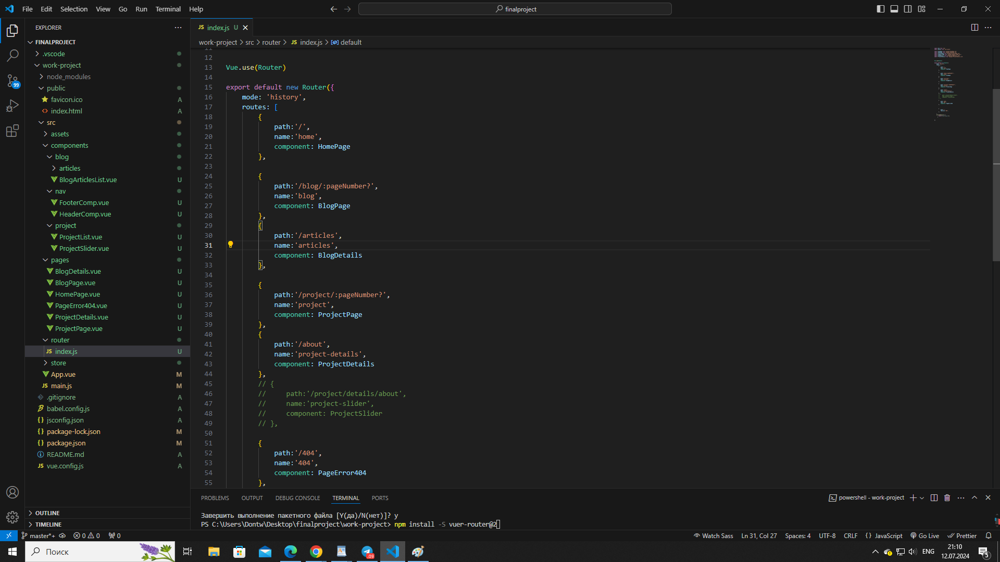 File Edit Selection View Go Run Terminal Help
finalproject
EXPLORER
FINALPROJECT
.vscode
work-project
node_modules
public
favicon.ico A
index.html A
src
assets
components
blog
articles
BlogArticlesList.vue U
nav
FooterComp.vue U
HeaderComp.vue U
project
ProjectList.vue U
ProjectSlider.vue U
pages
BlogDetails.vue U
BlogPage.vue U
HomePage.vue U
PageError404.vue U
ProjectDetails.vue U
ProjectPage.vue U
router
JS index.js U
store
App.vue M
JS main.js M
.gitignore A
babel.config.js A
{} jsconfig.json A
{} package-lock.json M
{} package.json M
README.md A
JS vue.config.js A
OUTLINE
TIMELINE
99
JS index.js U
work-project > src > router > JS index.js > default
11
12
13 Vue.use(Router)
14
15 export default new Router({
16 mode: 'history',
17 routes: [
18 {
19 path:'/',
20 name:'home',
21 component: HomePage
22 },
23
24 {
25 path:'/blog/:pageNumber?',
26 name:'blog',
27 component: BlogPage
28 },
29 {
30 path:'/articles',
31 name:'articles',
32 component: BlogDetails
33 },
34
35 {
36 path:'/project/:pageNumber?',
37 name:'project',
38 component: ProjectPage
39 },
40 {
41 path:'/about',
42 name:'project-details',
43 component: ProjectDetails
44 },
45 // {
46 // path:'/project/details/about',
47 // name:'project-slider',
48 // component: ProjectSlider
49 // },
50
51 {
52 path:'/404',
53 name:'404',
54 component: PageError404
55 },
PROBLEMS OUTPUT DEBUG CONSOLE TERMINAL PORTS
powershell - work-project
Завершить выполнение пакетного файла [Y(да)/N(нет)]? y
PS C:\Users\Dontw\Desktop\finalproject\work-project> npm install -S vuer-router@2
master*+ 0 0 0
Watch Sass Ln 31, Col 27 Spaces: 4 UTF-8 CRLF {} JavaScript Go Live Prettier
Поиск
.09
ENG
21:10
12.07.2024
5